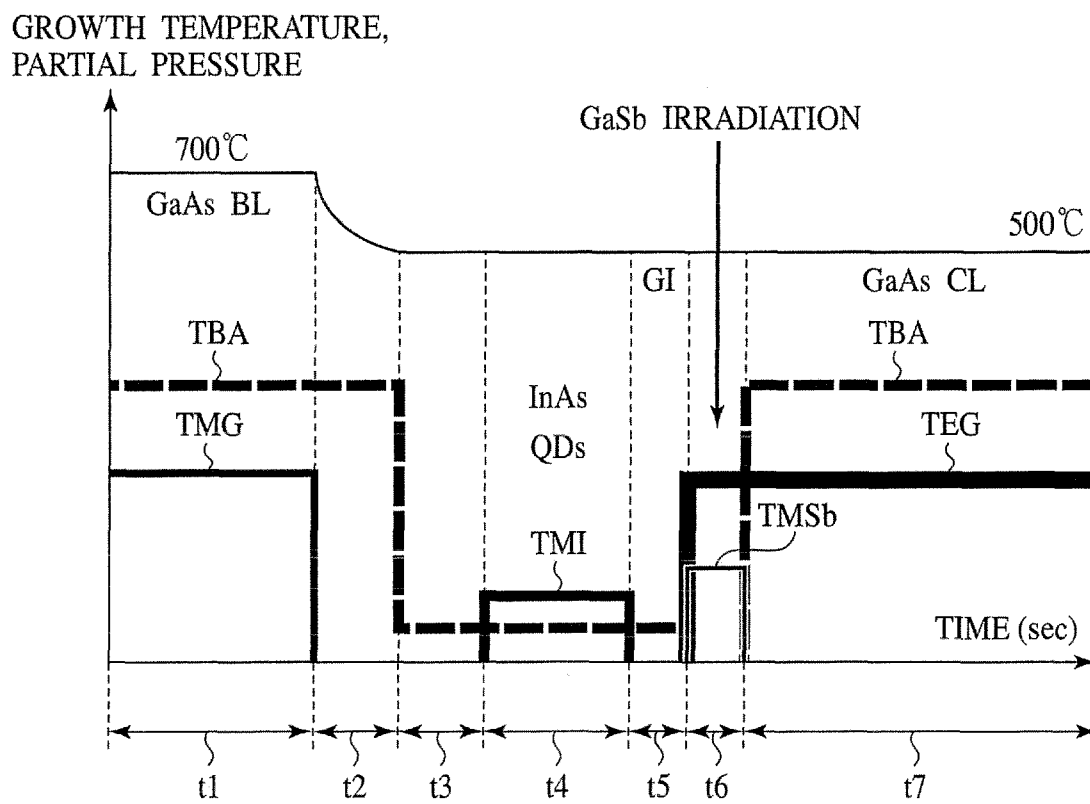 GROWTH TEMPERATURE,
PARTIAL PRESSURE
GaSb IRRADIATION
700℃
GaAs BL
500℃
GI
GaAs CL
TBA
TBA
InAs
QDs
TMG
TEG
TMSb
TMI
TIME (sec)
t1
t2
t3
t4
t5
t6
t7